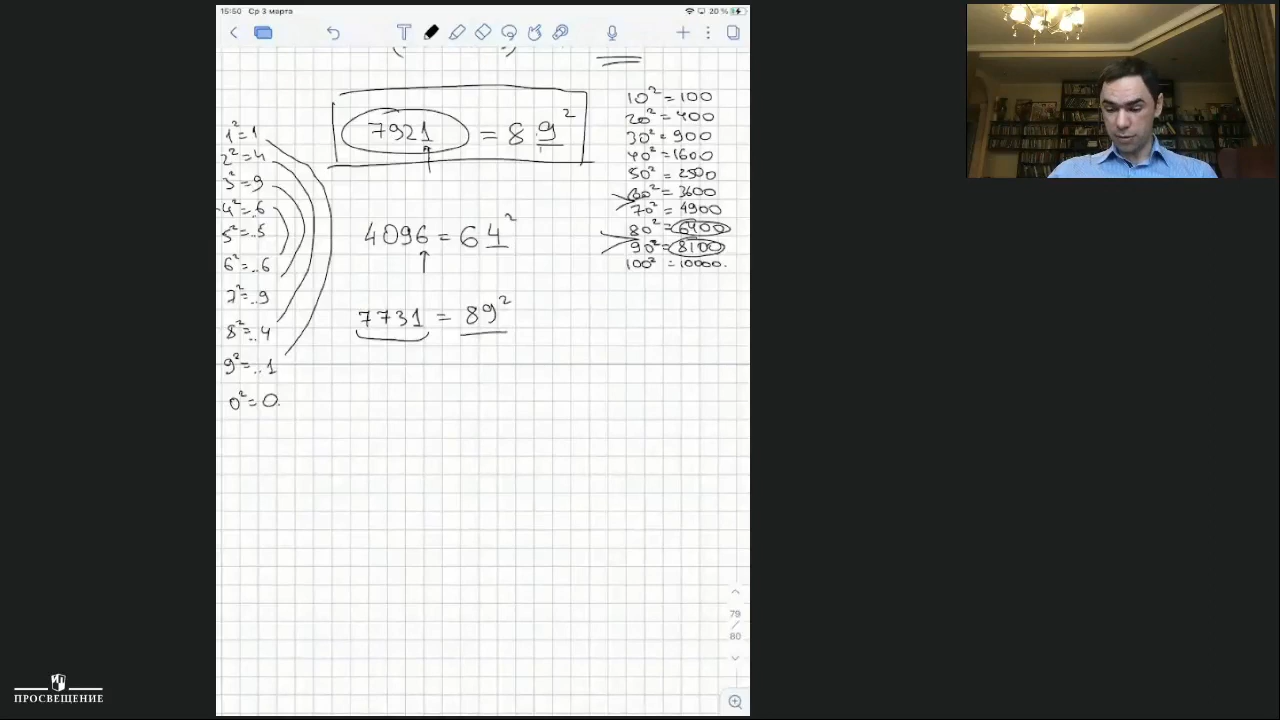 15:50 Ср 3 марта
20 %
7921 = 89²
4096 = 64²
7731 = 89²
1² = 1
2² = 4
3² = 9
4² = ..6
5² = ..5
6² = ..6
7² = ..9
8² = ..4
9² = ..1
0² = 0.
10² = 100
20² = 400
30² = 900
40² = 1600
50² = 2500
60² = 3600
70² = 4900
80² = 6400
90² = 8100
100² = 10000.
79
/
80
ПРОСВЕЩЕНИЕ